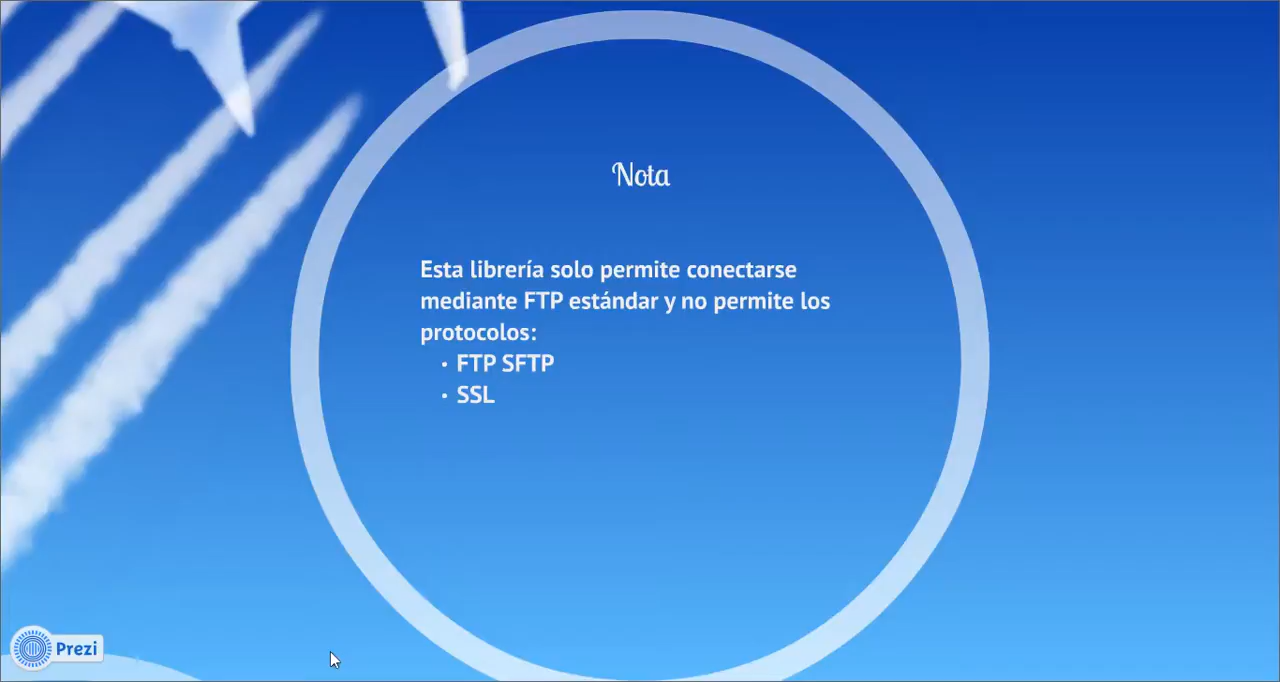 Nota
Esta librería solo permite conectarse
mediante FTP estándar y no permite los
protocolos:
• FTP SFTP
• SSL
Prezi